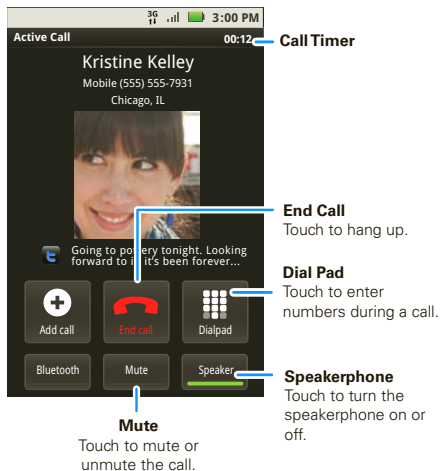 3G 3:00 PM
Active Call 00:12
Call Timer
Kristine Kelley
Mobile (555) 555-7931
Chicago, IL
Going to pottery tonight. Looking
forward to it it's been forever...
End Call
Touch to hang up.
Dial Pad
Touch to enter
numbers during a call.
Add call End call Dialpad
Bluetooth Mute Speaker
Speakerphone
Touch to turn the
speakerphone on or
off.
Mute
Touch to mute or
unmute the call.